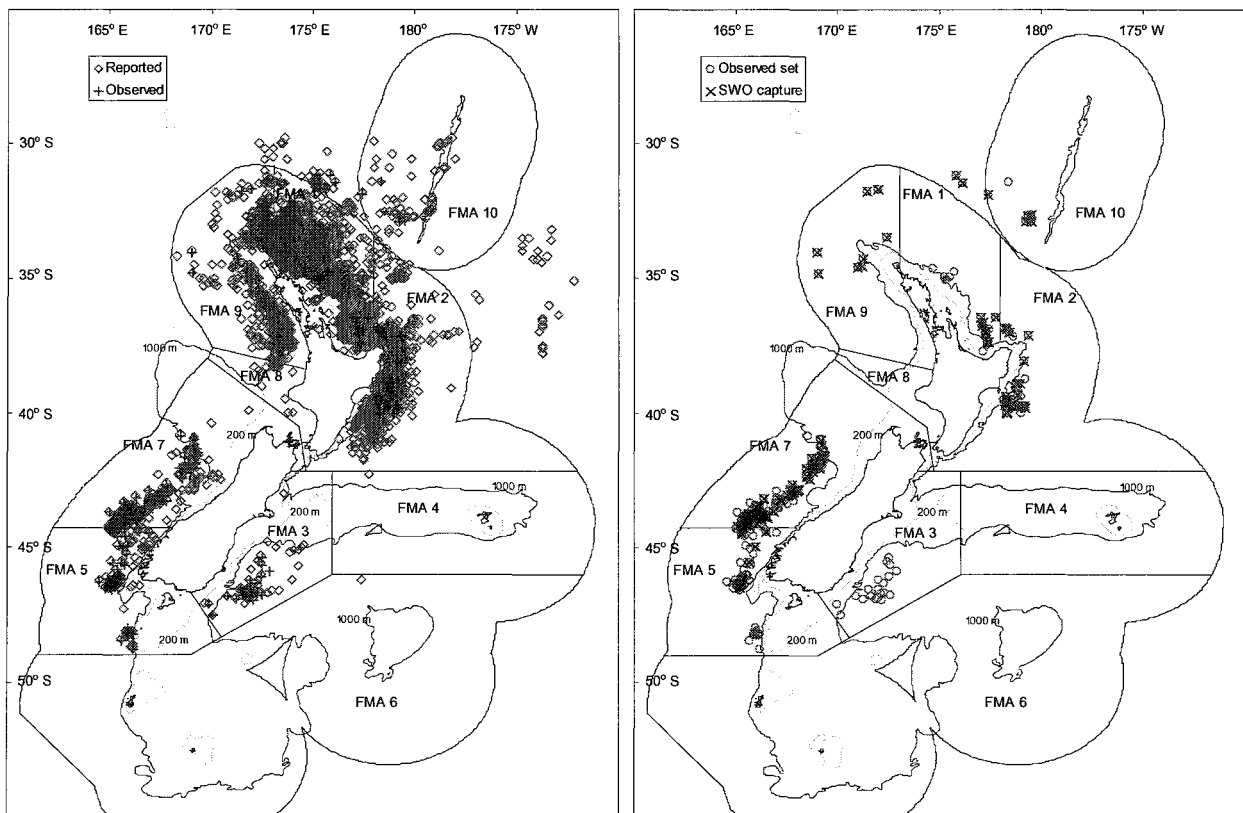 165° E 170° E 175° E 180° 175° W
Reported
Observed
30° S
FMA
FMA 10
35° S
FMA 9
FMA 2
1000 m
FMA 8
40° S
FMA 7
200 m
1000 m
FMA 4
200 m
FMA 3
45° S
FMA 5
200 m
1000 m
50° S
FMA 6
165° E 170° E 175° E 180° 175° W
Observed set
SWO capture
30° S
FMA 1
FMA 10
35° S
FMA 9
FMA 2
1000 m
FMA 8
40° S
FMA 7
200 m
1000 m
FMA 4
200 m
FMA 3
45° S
FMA 5
200 m
1000 m
50° S
FMA 6